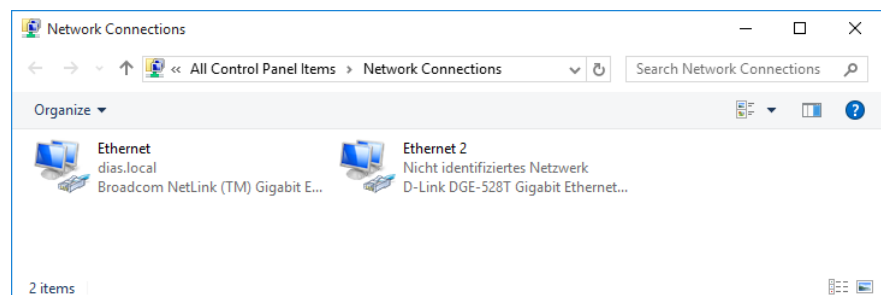 Network Connections
« All Control Panel Items > Network Connections
Search Network Connections
Organize
Ethernet
dias.local
Broadcom NetLink (TM) Gigabit E...
Ethernet 2
Nicht identifiziertes Netzwerk
D-Link DGE-528T Gigabit Ethernet...
2 items